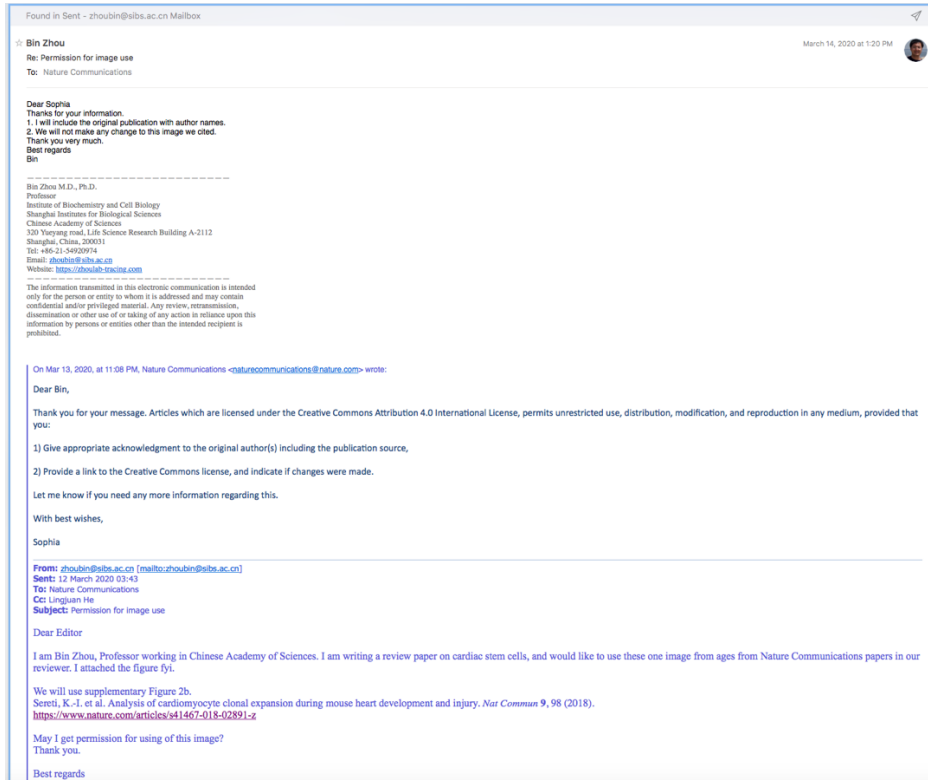 Found in Sent - zhoubin@sibs.ac.cn Mailbox
Bin Zhou
March 14, 2020 at 1:20 PM
Re: Permission for image use
To: Nature Communications
Dear Sophia
Thanks for your information.
1. I will include the original publication with author names.
2. We will not make any change to this image we cited.
Thank you very much.
Best regards
Bin
————————————————————————————
Bin Zhou M.D., Ph.D.
Professor
Institute of Biochemistry and Cell Biology
Shanghai Institutes for Biological Sciences
Chinese Academy of Sciences
320 Yueyang road, Life Science Research Building A-2112
Shanghai, China, 200031
Tel: +86-21-54920974
Email: zhoubin@sibs.ac.cn
Website: https://zhoulab-tracing.com
————————————————————————————
The information transmitted in this electronic communication is intended
only for the person or entity to whom it is addressed and may contain
confidential and/or privileged material. Any review, retransmission,
dissemination or other use of or taking of any action in reliance upon this
information by persons or entities other than the intended recipient is
prohibited.
On Mar 13, 2020, at 11:08 PM, Nature Communications <naturecommunications@nature.com> wrote:
Dear Bin,
Thank you for your message. Articles which are licensed under the Creative Commons Attribution 4.0 International License, permits unrestricted use, distribution, modification, and reproduction in any medium, provided that
you:
1) Give appropriate acknowledgment to the original author(s) including the publication source,
2) Provide a link to the Creative Commons license, and indicate if changes were made.
Let me know if you need any more information regarding this.
With best wishes,
Sophia
From: zhoubin@sibs.ac.cn [mailto:zhoubin@sibs.ac.cn]
Sent: 12 March 2020 03:43
To: Nature Communications
Cc: Lingjuan He
Subject: Permission for image use
Dear Editor
I am Bin Zhou, Professor working in Chinese Academy of Sciences. I am writing a review paper on cardiac stem cells, and would like to use these one image from ages from Nature Communications papers in our
reviewer. I attached the figure fyi.
We will use supplementary Figure 2b.
Sereti, K.-I. et al. Analysis of cardiomyocyte clonal expansion during mouse heart development and injury. Nat Commun 9, 98 (2018).
https://www.nature.com/articles/s41467-018-02891-z
May I get permission for using of this image?
Thank you.
Best regards